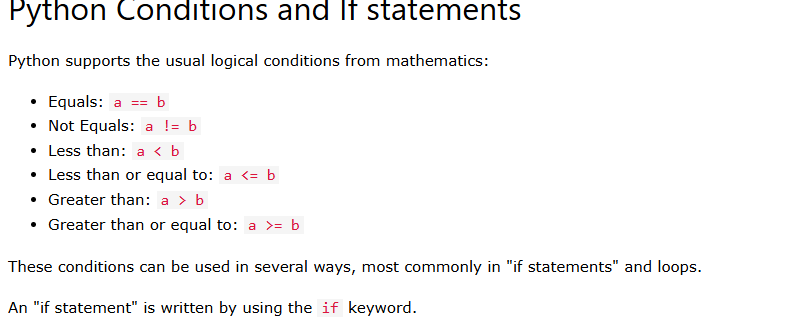 Python Conditions and If statements
Python supports the usual logical conditions from mathematics:
• Equals: a == b
• Not Equals: a != b
• Less than: a < b
• Less than or equal to: a <= b
• Greater than: a > b
• Greater than or equal to: a >= b
These conditions can be used in several ways, most commonly in "if statements" and loops.
An "if statement" is written by using the if keyword.